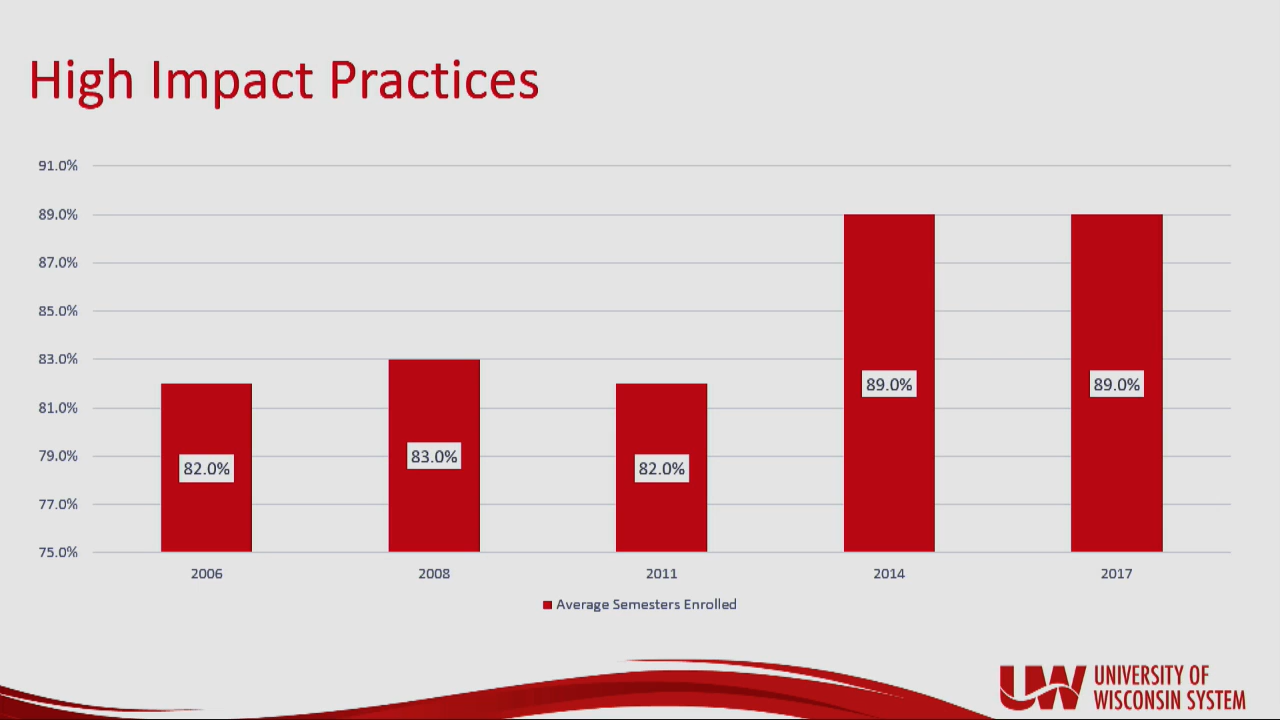 High Impact Practices
91.0%
89.0%
87.0%
85.0%
83.0%
81.0%
79.0%
77.0%
75.0%
82.0%
83.0%
82.0%
89.0%
89.0%
2006 2008 2011 2014 2017
Average Semesters Enrolled
UW
UNIVERSITY OF
WISCONSIN SYSTEM